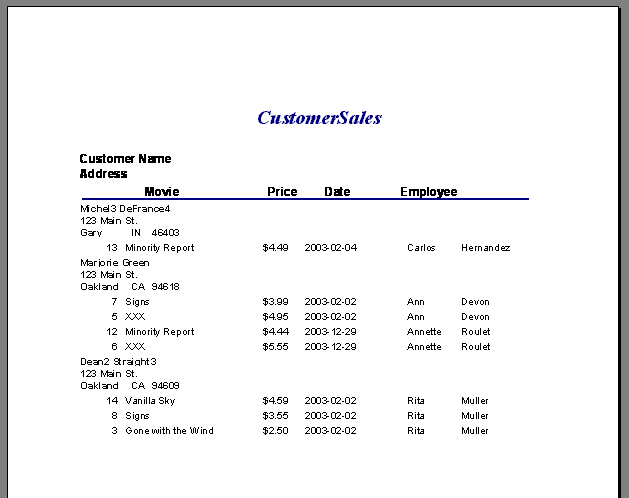 CustomerSales
Customer Name
Address
Movie Price Date Employee
Michel3 DeFrance4
123 Main St.
Gary IN 46403
13 Minority Report $4.49 2003-02-04 Carlos Hernandez
Marjorie Green
123 Main St.
Oakland CA 94618
7 Signs $3.99 2003-02-02 Ann Devon
5 XXX $4.95 2003-02-02 Ann Devon
12 Minority Report $4.44 2003-12-29 Annette Roulet
6 XXX $5.55 2003-12-29 Annette Roulet
Dean2 Straight3
123 Main St.
Oakland CA 94609
14 Vanilla Sky $4.59 2003-02-02 Rita Muller
8 Signs $3.55 2003-02-02 Rita Muller
3 Gone with the Wind $2.50 2003-02-02 Rita Muller